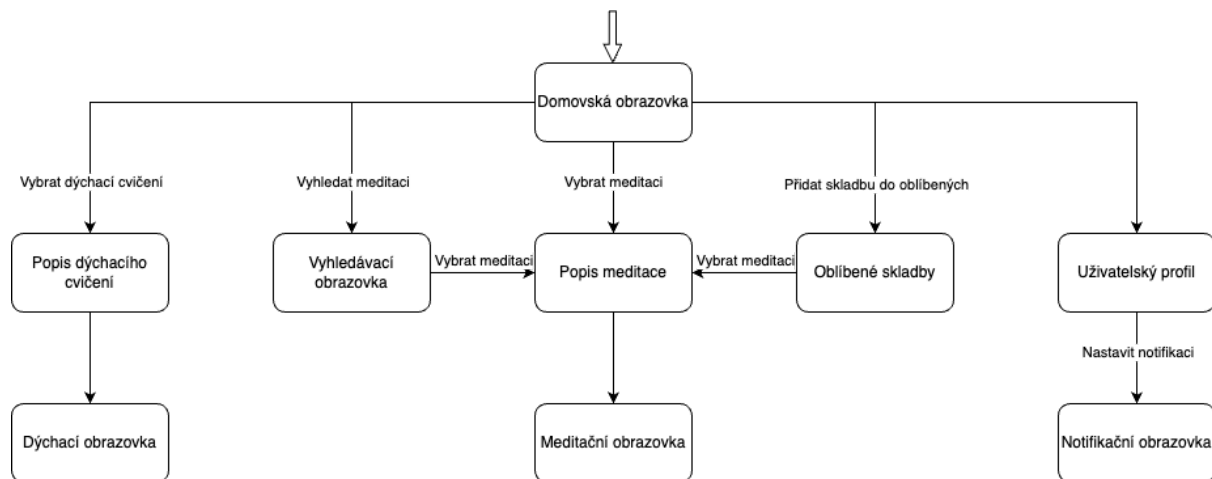 Domovská obrazovka
Vybrat dýchací cvičení
Vyhledat meditaci
Vybrat meditaci
Přidat skladbu do oblíbených
Popis dýchacího
cvičení
Vyhledávací
obrazovka
Vybrat meditaci
Popis meditace
Vybrat meditaci
Oblíbené skladby
Uživatelský profil
Nastavit notifikaci
Dýchací obrazovka
Meditační obrazovka
Notifikační obrazovka